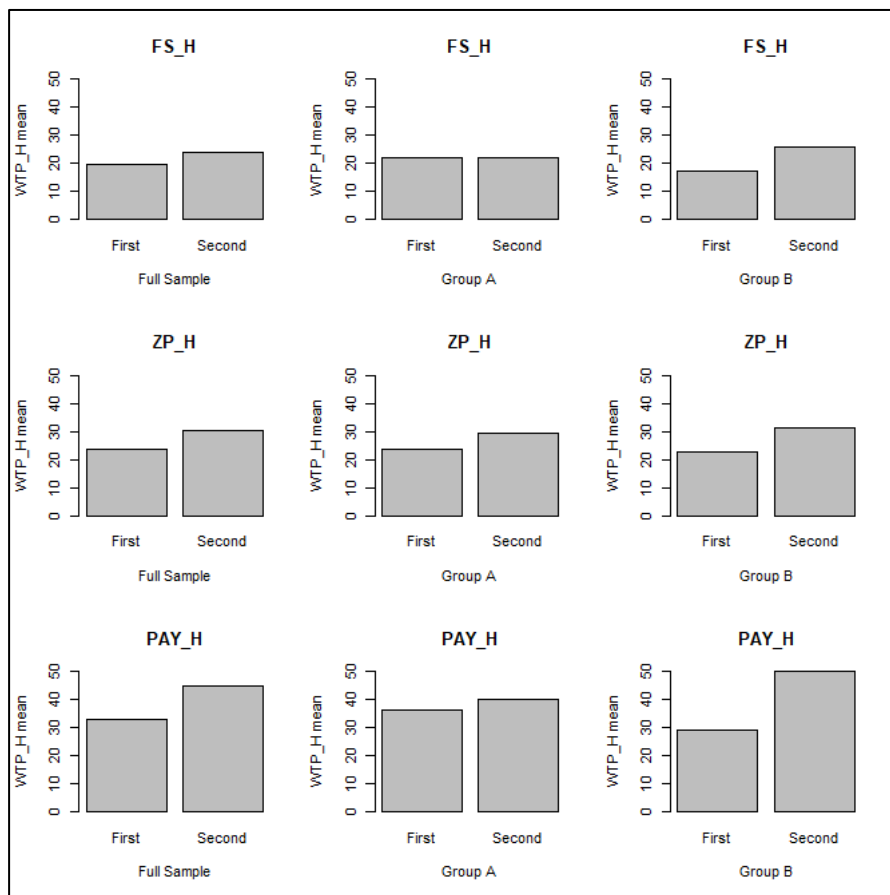 FS_H FS_H FS_H
WTP_H mean WTP_H mean WTP_H mean
50 50 50
40 40 40
30 30 30
20 20 20
10 10 10
0 0 0
First Second First Second First Second
Full Sample Group A Group B
ZP_H ZP_H ZP_H
WTP_H mean WTP_H mean WTP_H mean
50 50 50
40 40 40
30 30 30
20 20 20
10 10 10
0 0 0
First Second First Second First Second
Full Sample Group A Group B
PAY_H PAY_H PAY_H
WTP_H mean WTP_H mean WTP_H mean
50 50 50
40 40 40
30 30 30
20 20 20
10 10 10
0 0 0
First Second First Second First Second
Full Sample Group A Group B